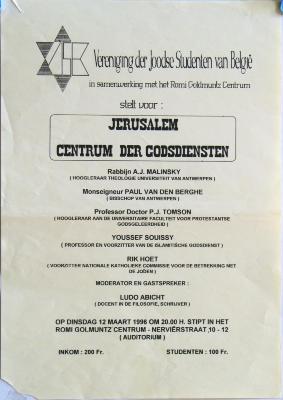 Vereniging der Joodse Studenten van België
in samenwerking met het Romi Goldmuntz Centrum
stelt voor :
JERUSALEM
CENTRUM DER GODSDIENSTEN
Rabbijn A.J. MALINSKY
( HOOGLERAAR THEOLOGIE UNIVERSITEIT VAN ANTWERPEN )
Monseigneur PAUL VAN DEN BERGHE
( BISSCHOP VAN ANTWERPEN )
Professor Doctor P.J. TOMSON
( HOOGLERAAR AAN DE UNIVERSITAIRE FACULTEIT VOOR PROTESTANTSE
GODSGELEERDHEID )
YOUSSEF SOUISSY
( PROFESSOR EN VOORZITTER VAN DE ISLAMITISCHE GODSDIENST )
RIK HOET
( VOORZITTER NATIONALE KATHOLIEKE COMMISSIE VOOR DE BETREKKING MET
DE JODEN )
MODERATOR EN GASTSPREKER :
LUDO ABICHT
( DOCENT IN DE FILOSOFIE, SCHRIJVER )
OP DINSDAG 12 MAART 1996 OM 20.00 H. STIPT IN HET
ROMI GOLMUNTZ CENTRUM - NERVIËRSTRAAT,10 - 12
( AUDITORIUM )
INKOM : 200 Fr. STUDENTEN : 100 Fr.